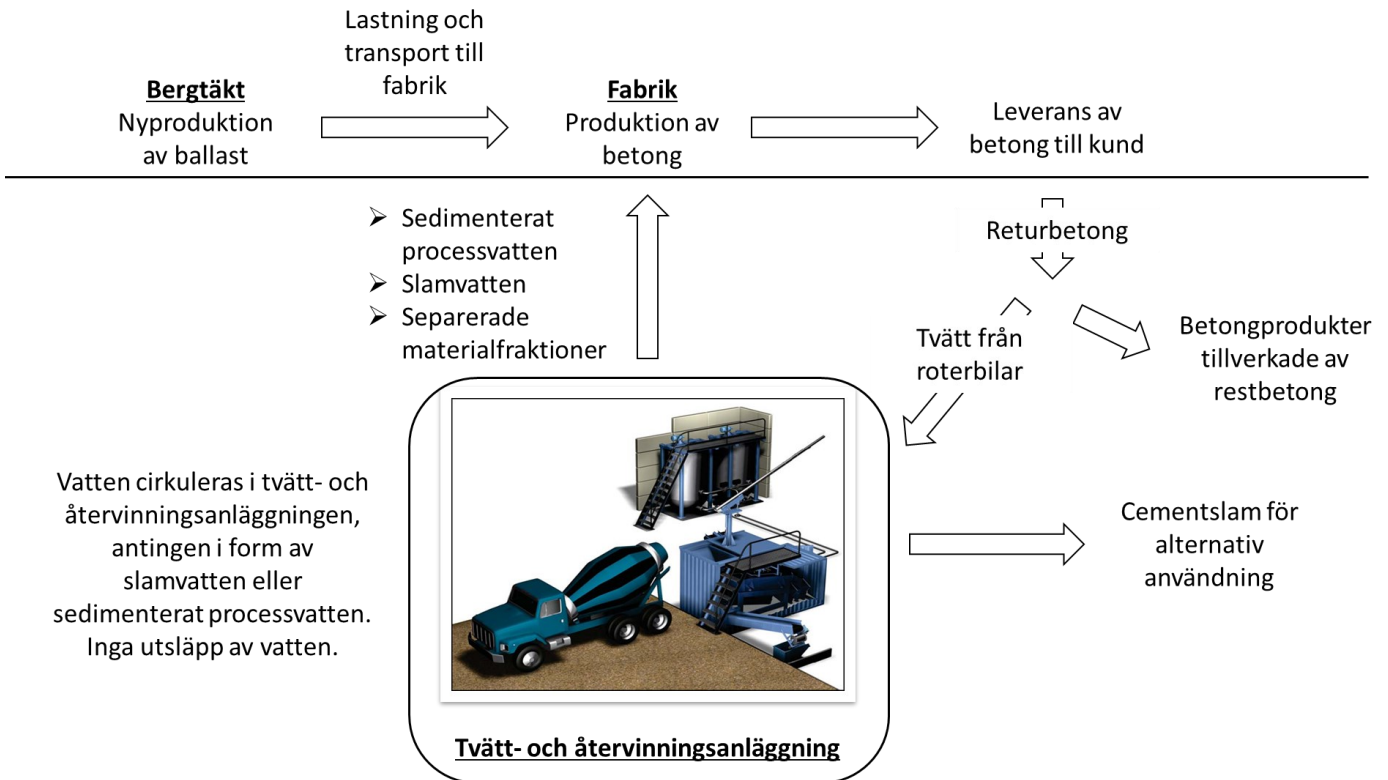 Lastning och
transport till
fabrik
Bergtäkt
Nyproduktion
av ballast
Fabrik
Produktion av
betong
Leverans av
betong till kund
Sedimenterat
processvatten
Slamvatten
Separerade
materialfraktioner
Returbetong
Tvätt från
roterbilar
Betongprodukter
tillverkade av
restbetong
Vatten cirkuleras i tvätt- och
återvinningsanläggningen,
antingen i form av
slamvatten eller
sedimenterat processvatten.
Inga utsläpp av vatten.
Cementslam för
alternativ
användning
Tvätt- och återvinningsanläggning